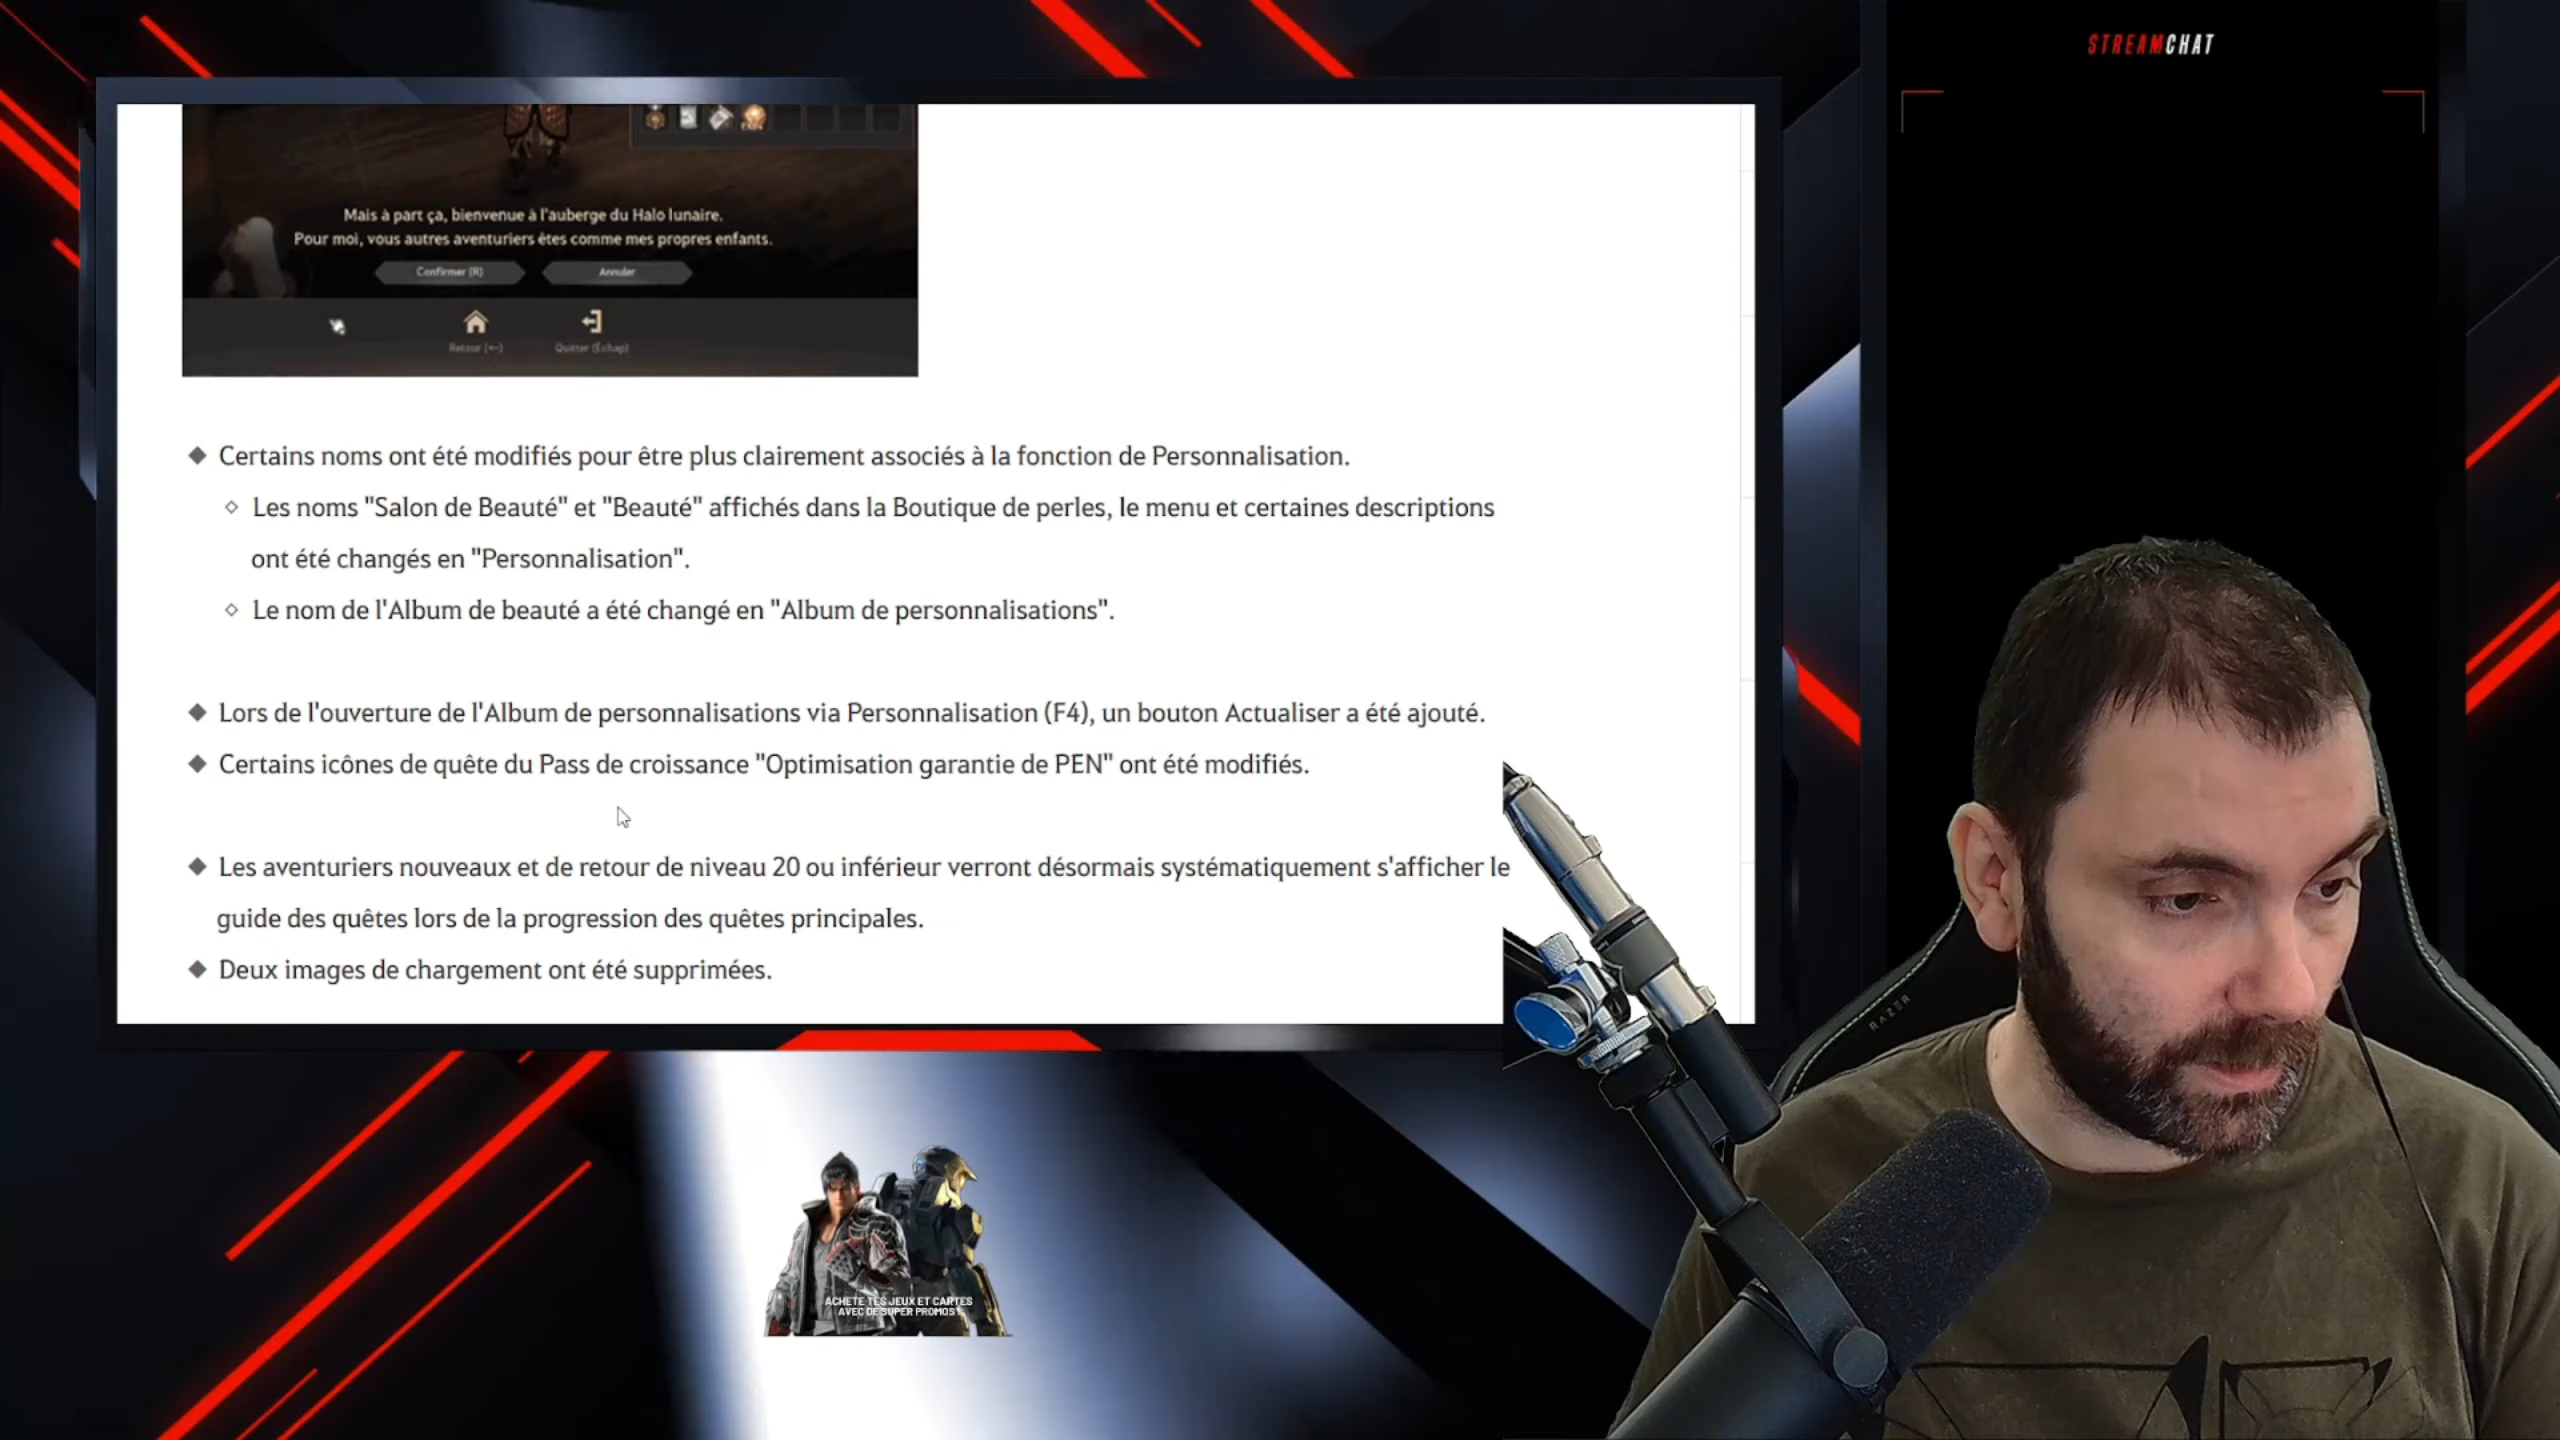 STREAMCHAT
Mais à part ça, bienvenue à l'auberge du Halo lunaire.
Pour moi, vous autres aventuriers êtes comme mes propres enfants.
Confirmer (R)
Annuler
Retour (←)
Quitter (Échap)
◆ Certains noms ont été modifiés pour être plus clairement associés à la fonction de Personnalisation.
◇ Les noms "Salon de Beauté" et "Beauté" affichés dans la Boutique de perles, le menu et certaines descriptions
ont été changés en "Personnalisation".
◇ Le nom de l'Album de beauté a été changé en "Album de personnalisations".
◆ Lors de l'ouverture de l'Album de personnalisations via Personnalisation (F4), un bouton Actualiser a été ajouté.
◆ Certains icônes de quête du Pass de croissance "Optimisation garantie de PEN" ont été modifiés.
◆ Les aventuriers nouveaux et de retour de niveau 20 ou inférieur verront désormais systématiquement s'afficher le
guide des quêtes lors de la progression des quêtes principales.
◆ Deux images de chargement ont été supprimées.
RAZER
ACHETE TES JEUX ET CARTES
AVEC DE SUPER PROMOS !